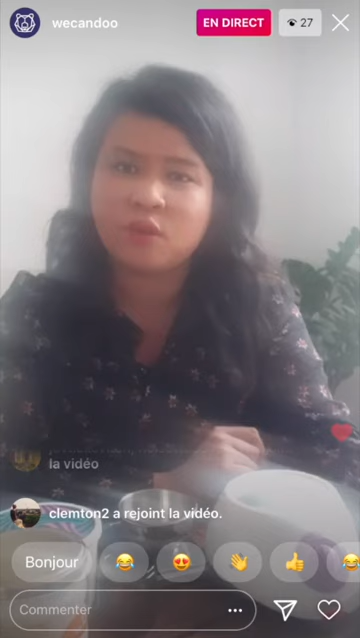 wecandoo
EN DIRECT
27
la vidéo
clemton2 a rejoint la vidéo.
Bonjour
Commenter